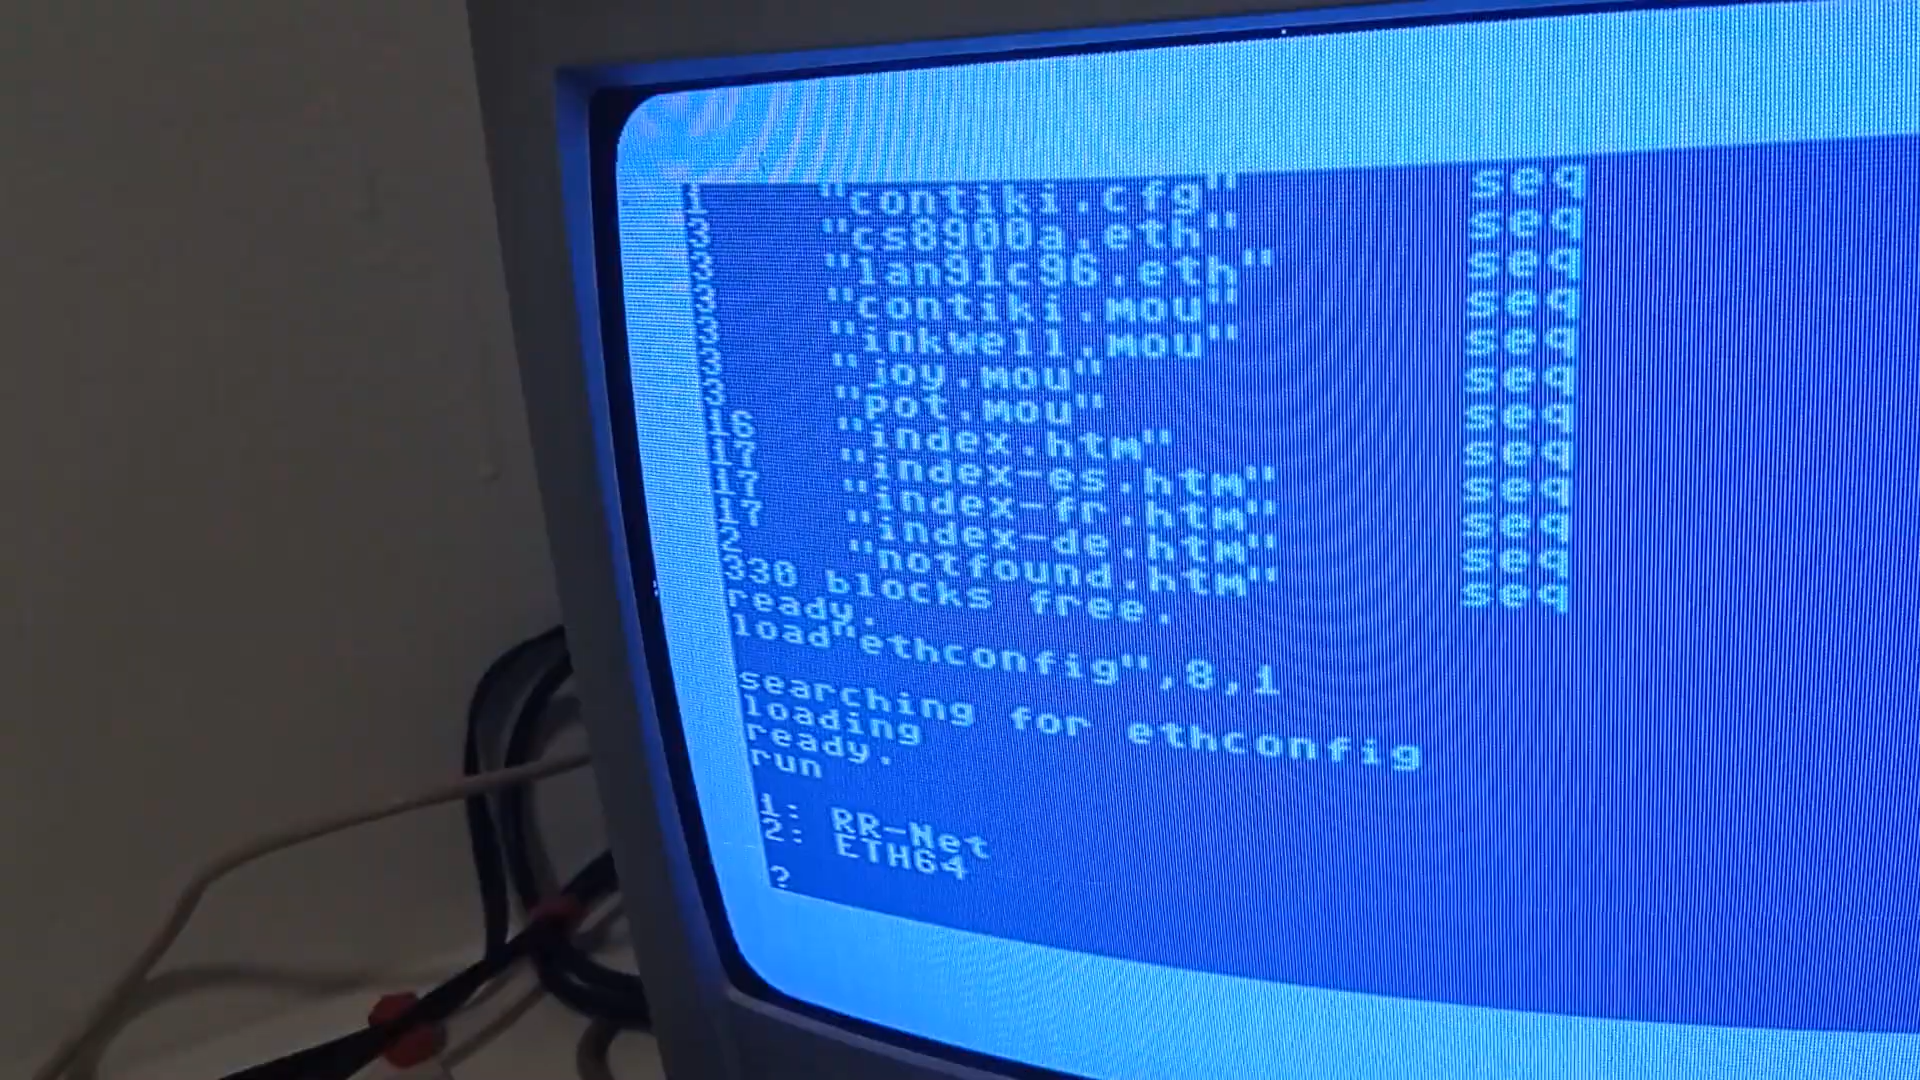 1 "contiki.cfg" seq
3 "cs8900a.eth" seq
3 "lan91c96.eth" seq
3 "contiki.mou" seq
3 "inkwell.mou" seq
3 "joy.mou" seq
3 "pot.mou" seq
16 "index.htm" seq
17 "index-es.htm" seq
17 "index-fr.htm" seq
17 "index-de.htm" seq
2 "notfound.htm" seq
330 blocks free.
ready.
load"ethconfig",8,1
searching for ethconfig
loading
ready.
run
1: RR-Net
2: ETH64
?